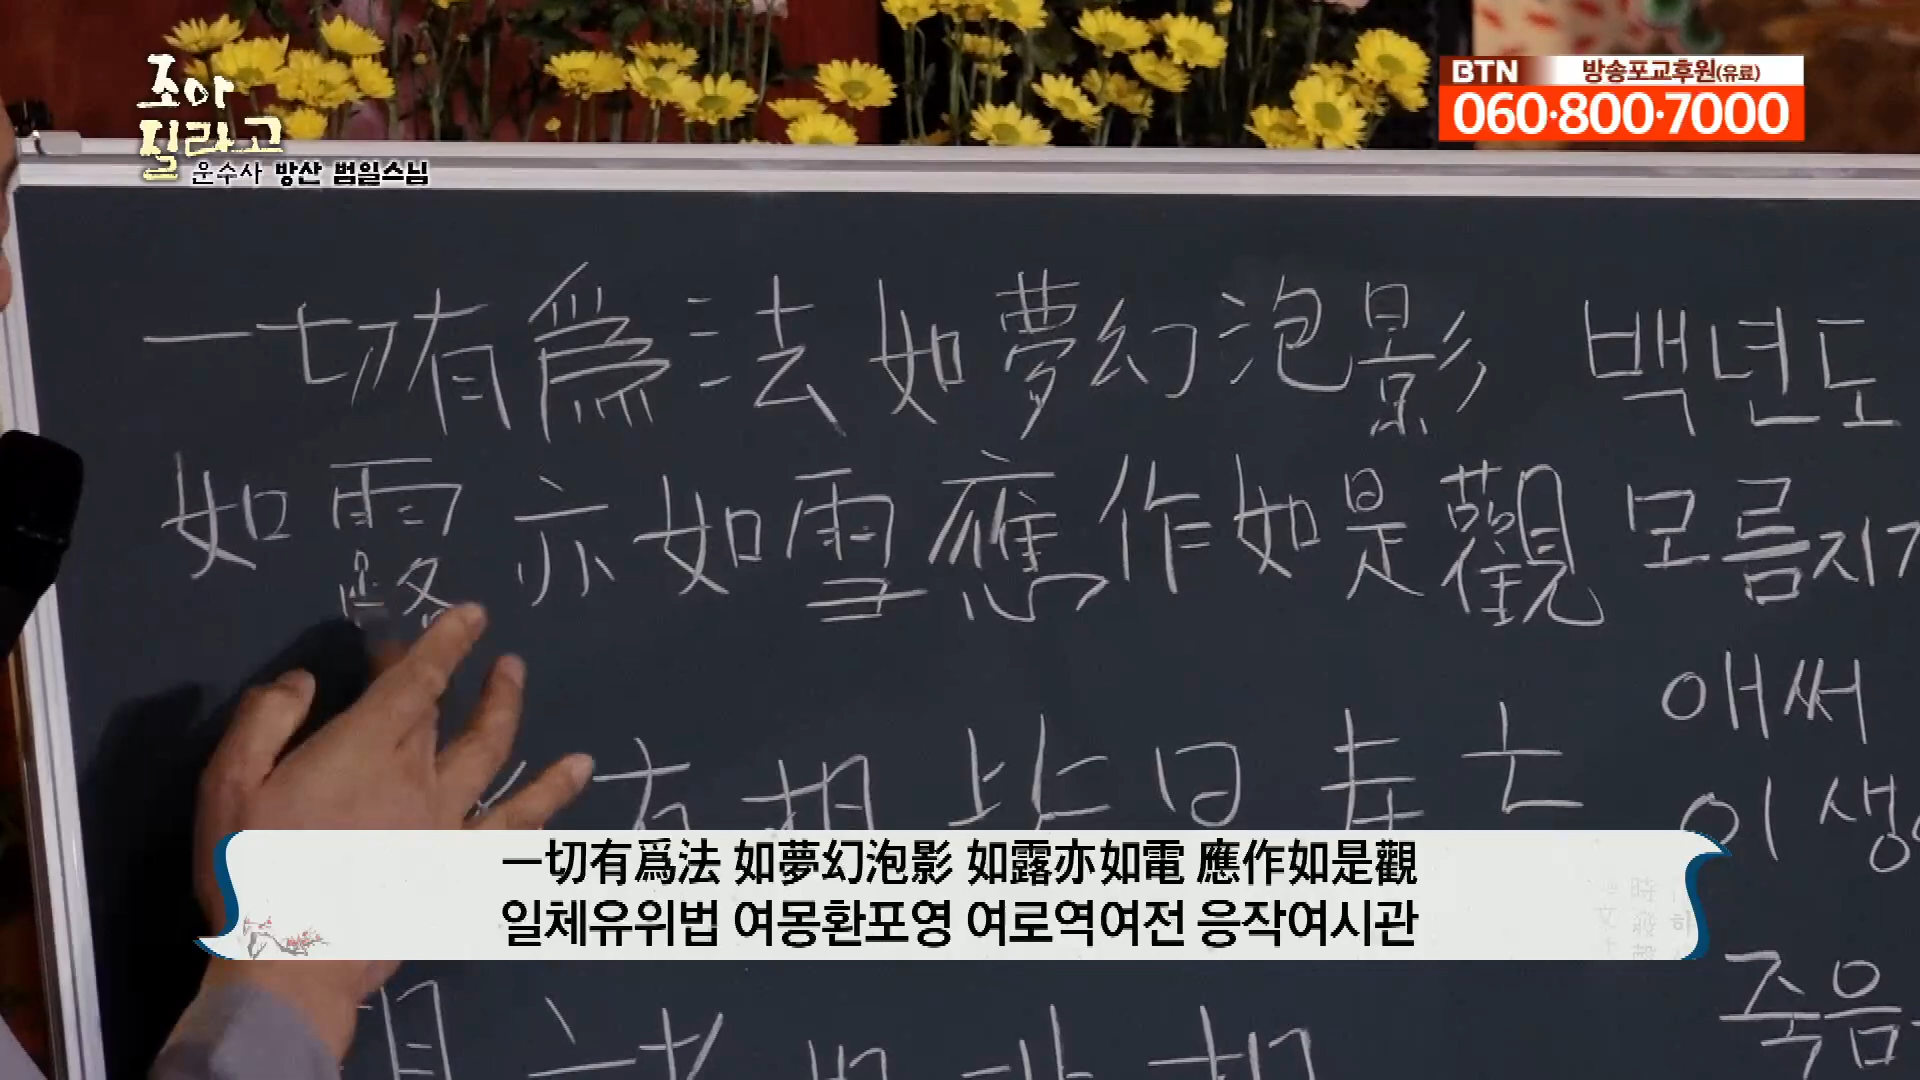 조아질라고
운수사 방산 범일스님
BTN 방송포교후원(유료)
060·800·7000
一切有爲法 如夢幻泡影 백년도
如露亦如雪應作如是觀 모름지기
애써
이 생
죽음
一切有爲法 如夢幻泡影 如露亦如電 應作如是觀
일체유위법 여몽환포영 여로역여전 응작여시관